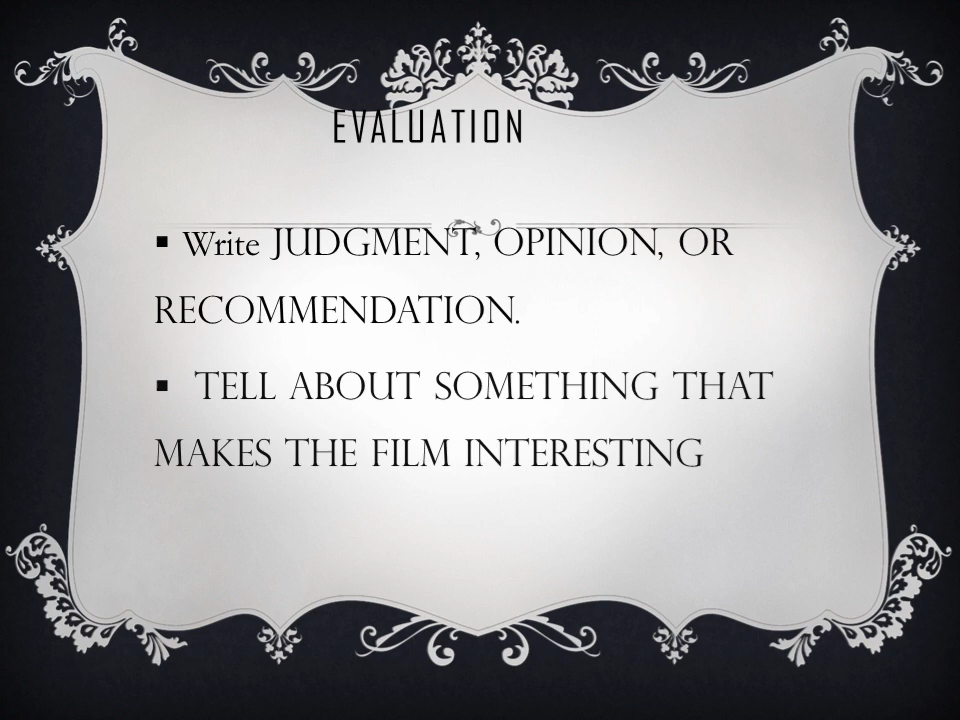 EVALUATION
▪ Write JUDGMENT, OPINION, OR
RECOMMENDATION.
▪ TELL ABOUT SOMETHING THAT
MAKES THE FILM INTERESTING